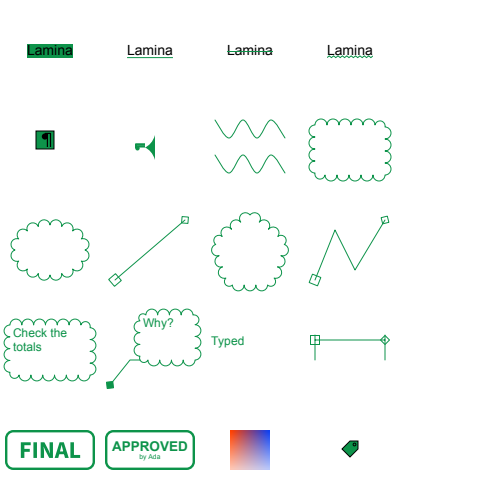 Lamina Lamina Lamina Lamina
¶
Check the
totals
Why?
Typed
FINAL
APPROVED
by Ada